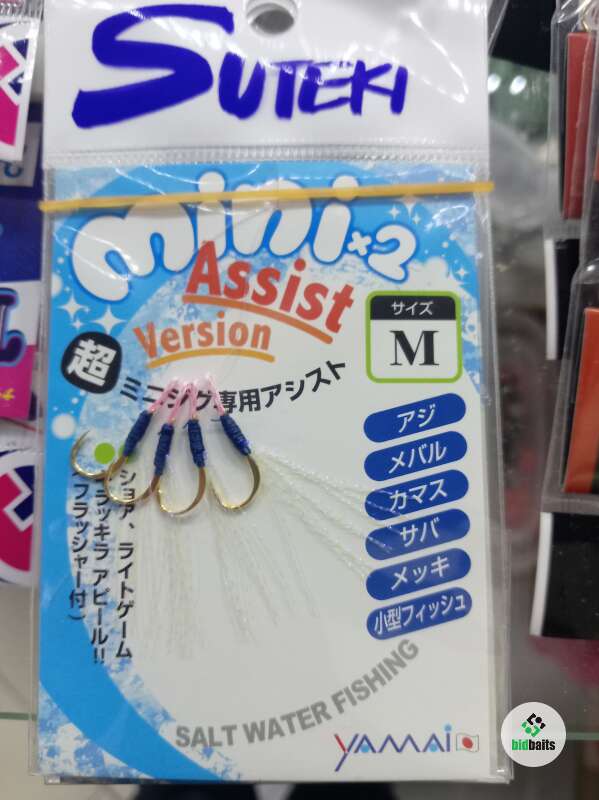 SUTEKI
mini×2
Assist
Version
サイズ
M
超
ミニジグ専用アシスト
アジ
メバル
カマス
サバ
メッキ
小型フィッシュ
ショア、ライトゲーム
ラッキラ アピール!!
フラッシャー付)
SALT WATER FISHING
YAMAI
bidbaits